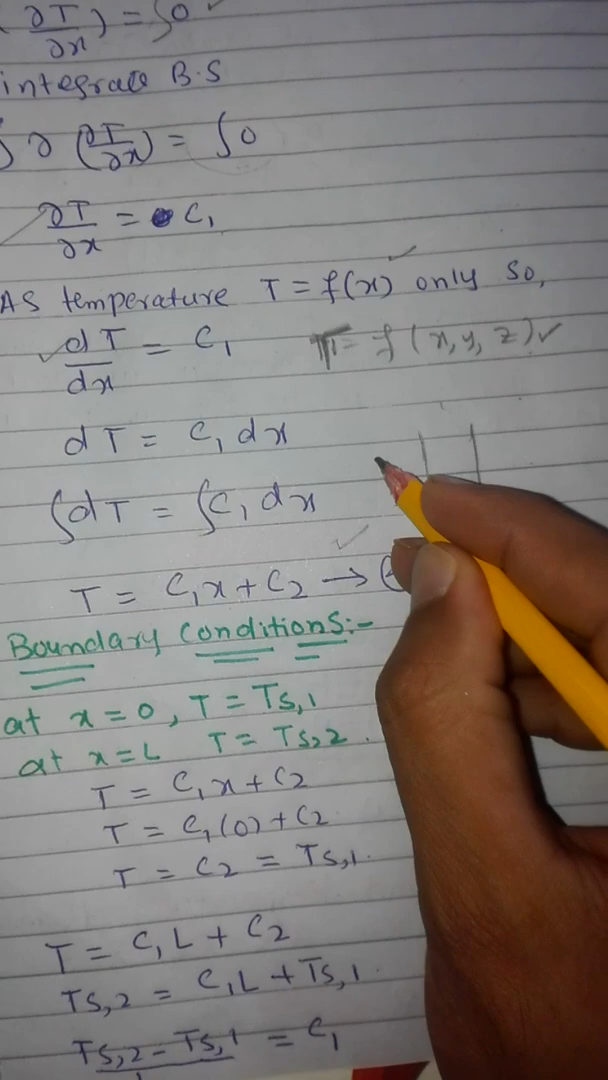 ∂T/∂x) = ∫0
integrate B.S
∫∂(∂T/∂x) = ∫0
∂T/∂x = C₁
AS temperature T = f(x) only so,
dT/dx = C₁ T = f(x,y,z)
dT = C₁ dx
∫dT = ∫C₁ dx
T = C₁x + C₂ →
Boundary Conditions:-
at x = 0, T = Ts,1
at x = L T = Ts,2.
T = C₁x + C₂
T = C₁(0) + C₂
T = C₂ = Ts,1.
T = C₁L + C₂
Ts,2 = C₁L + Ts,1.
Ts,2 - Ts,1 = C₁